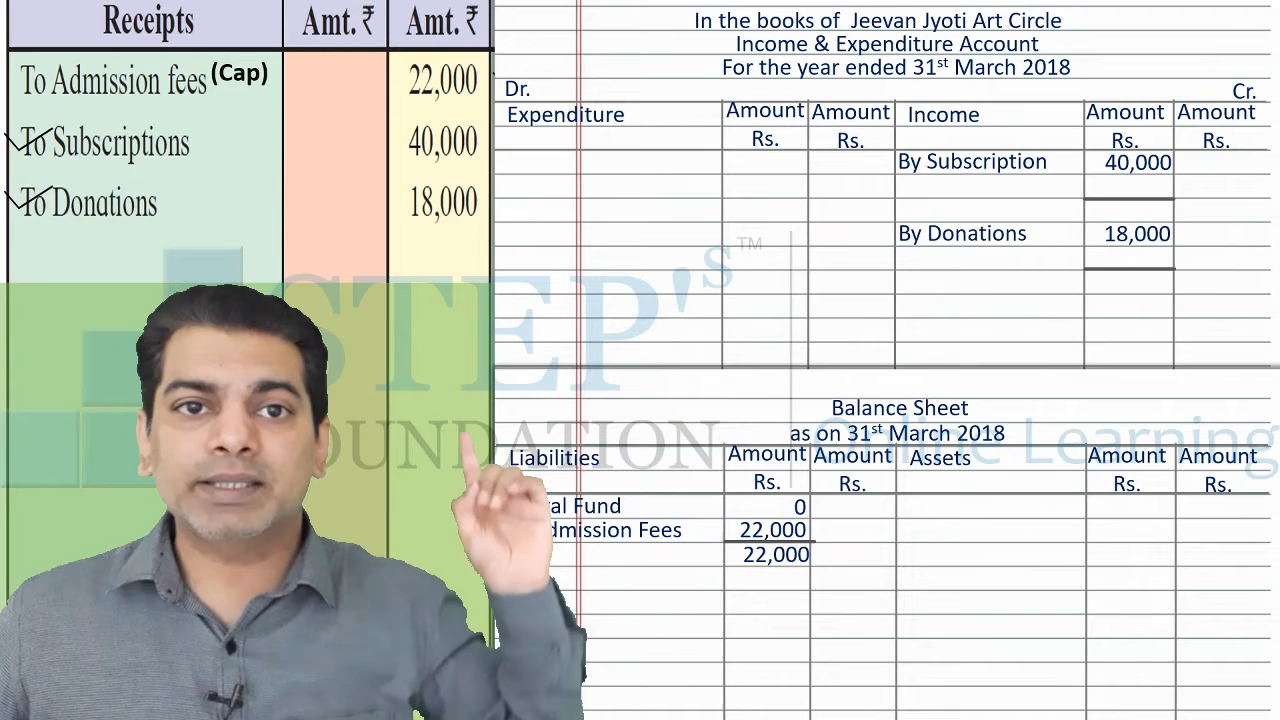 Receipts Amt. ₹ Amt. ₹
To Admission fees (Cap) 22,000
To Subscriptions 40,000
To Donations 18,000
In the books of Jeevan Jyoti Art Circle
Income & Expenditure Account
For the year ended 31st March 2018
Dr. Cr.
Expenditure Amount Amount Income Amount Amount
Rs. Rs. Rs. Rs.
By Subscription 40,000
By Donations 18,000
STEP's ™
FOUNDATION Online Learning
Balance Sheet
as on 31st March 2018
Liabilities Amount Amount Assets Amount Amount
Rs. Rs. Rs. Rs.
Fund 0
Fees 22,000
22,000